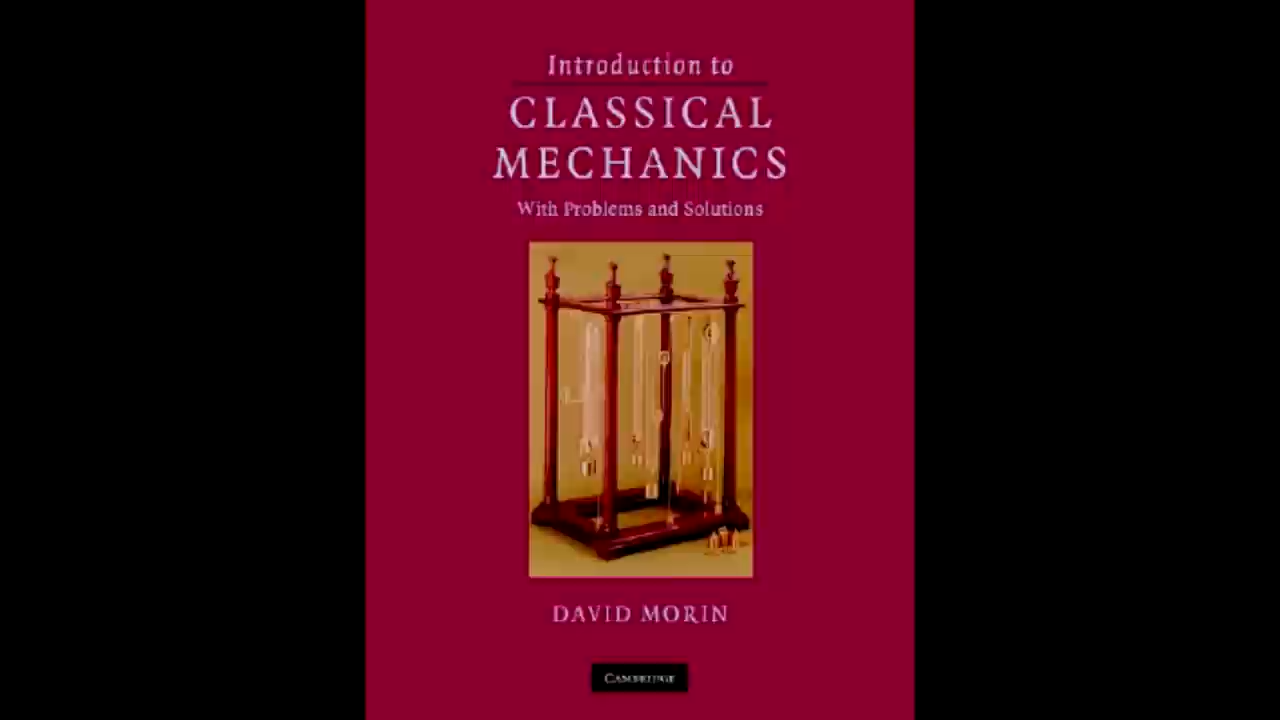 Introduction to
CLASSICAL
MECHANICS
With Problems and Solutions
DAVID MORIN
CAMBRIDGE